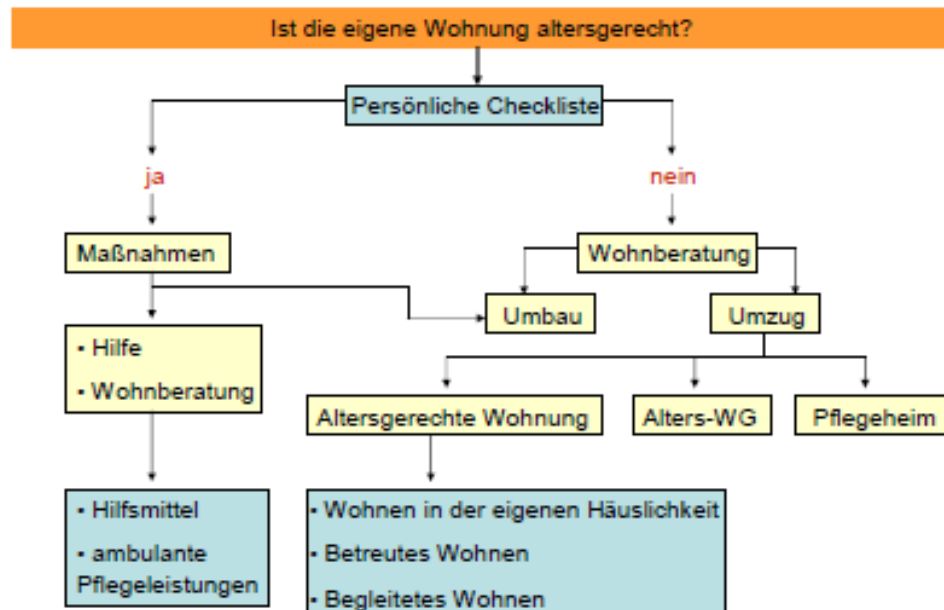 Ist die eigene Wohnung altersgerecht?
Persönliche Checkliste
ja
nein
Maßnahmen
Wohnberatung
Umbau
Umzug
▪ Hilfe
▪ Wohnberatung
Altersgerechte Wohnung
Alters-WG
Pflegeheim
▪ Hilfsmittel
▪ ambulante
Pflegeleistungen
▪ Wohnen in der eigenen Häuslichkeit
▪ Betreutes Wohnen
▪ Begleitetes Wohnen